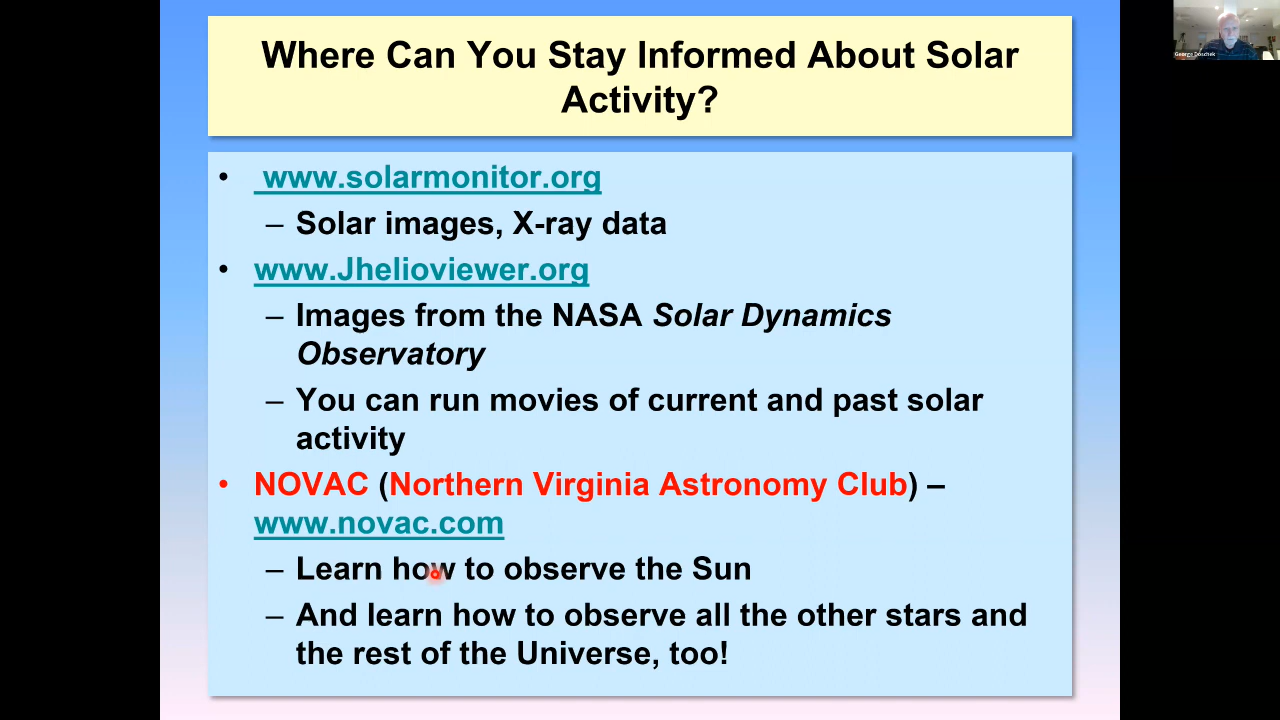 Where Can You Stay Informed About Solar
Activity?
• www.solarmonitor.org
– Solar images, X-ray data
• www.Jhelioviewer.org
– Images from the NASA Solar Dynamics
Observatory
– You can run movies of current and past solar
activity
• NOVAC (Northern Virginia Astronomy Club) –
www.novac.com
– Learn how to observe the Sun
– And learn how to observe all the other stars and
the rest of the Universe, too!
George Doschek